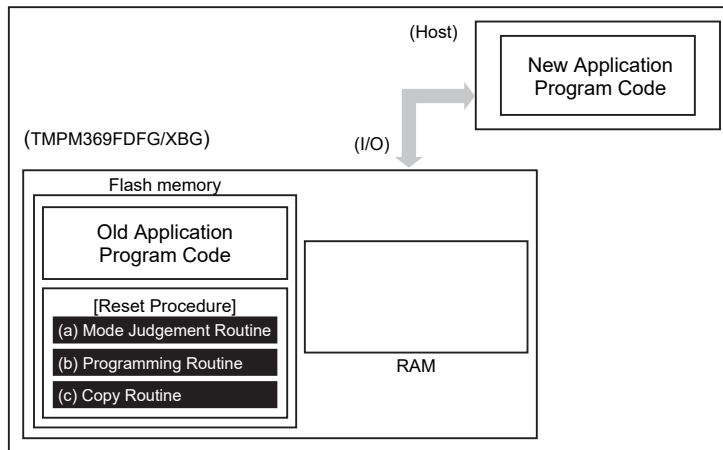 (Host)
New Application
Program Code
(TMPM369FDFG/XBG)
(I/O)
Flash memory
Old Application
Program Code
[Reset Procedure]
(a) Mode Judgement Routine
(b) Programming Routine
(c) Copy Routine
RAM